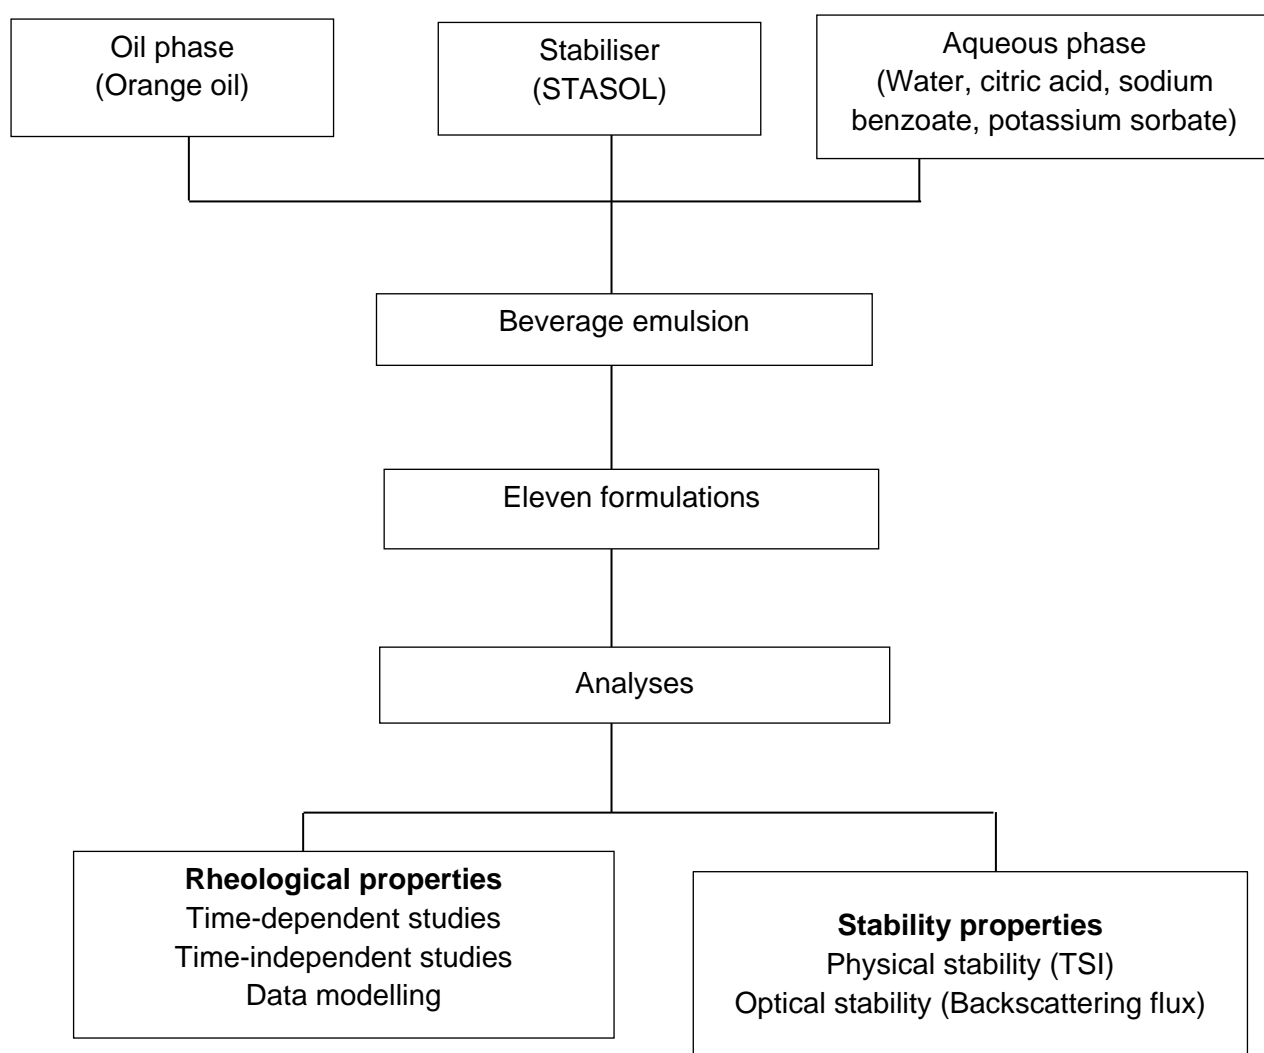 Oil phase
(Orange oil)
Stabiliser
(STASOL)
Aqueous phase
(Water, citric acid, sodium
benzoate, potassium sorbate)
Beverage emulsion
Eleven formulations
Analyses
Rheological properties
Time-dependent studies
Time-independent studies
Data modelling
Stability properties
Physical stability (TSI)
Optical stability (Backscattering flux)